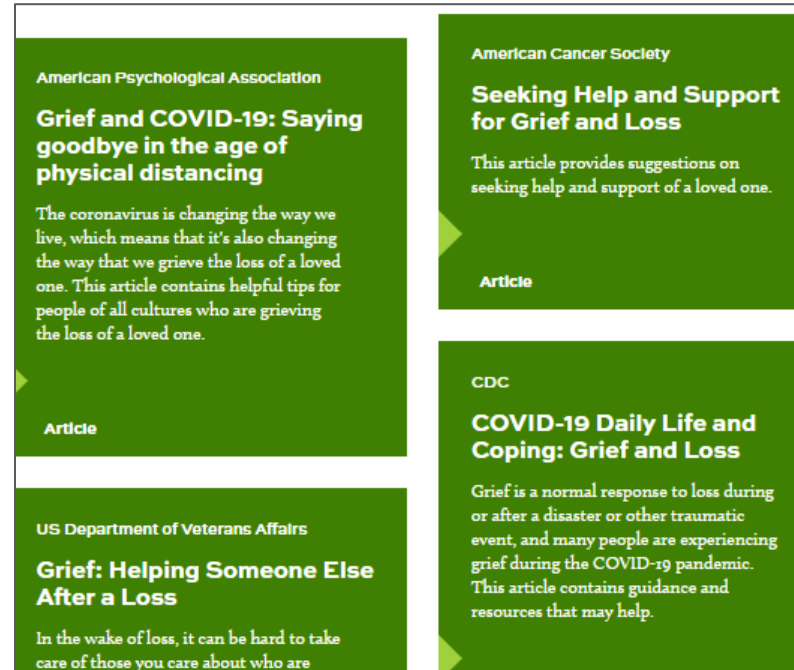 American Psychological Association
Grief and COVID-19: Saying
goodbye in the age of
physical distancing
The coronavirus is changing the way we
live, which means that it's also changing
the way that we grieve the loss of a loved
one. This article contains helpful tips for
people of all cultures who are grieving
the loss of a loved one.
Article
US Department of Veterans Affairs
Grief: Helping Someone Else
After a Loss
In the wake of loss, it can be hard to take
care of those you care about who are
American Cancer Society
Seeking Help and Support
for Grief and Loss
This article provides suggestions on
seeking help and support of a loved one.
Article
CDC
COVID-19 Daily Life and
Coping: Grief and Loss
Grief is a normal response to loss during
or after a disaster or other traumatic
event, and many people are experiencing
grief during the COVID-19 pandemic.
This article contains guidance and
resources that may help.